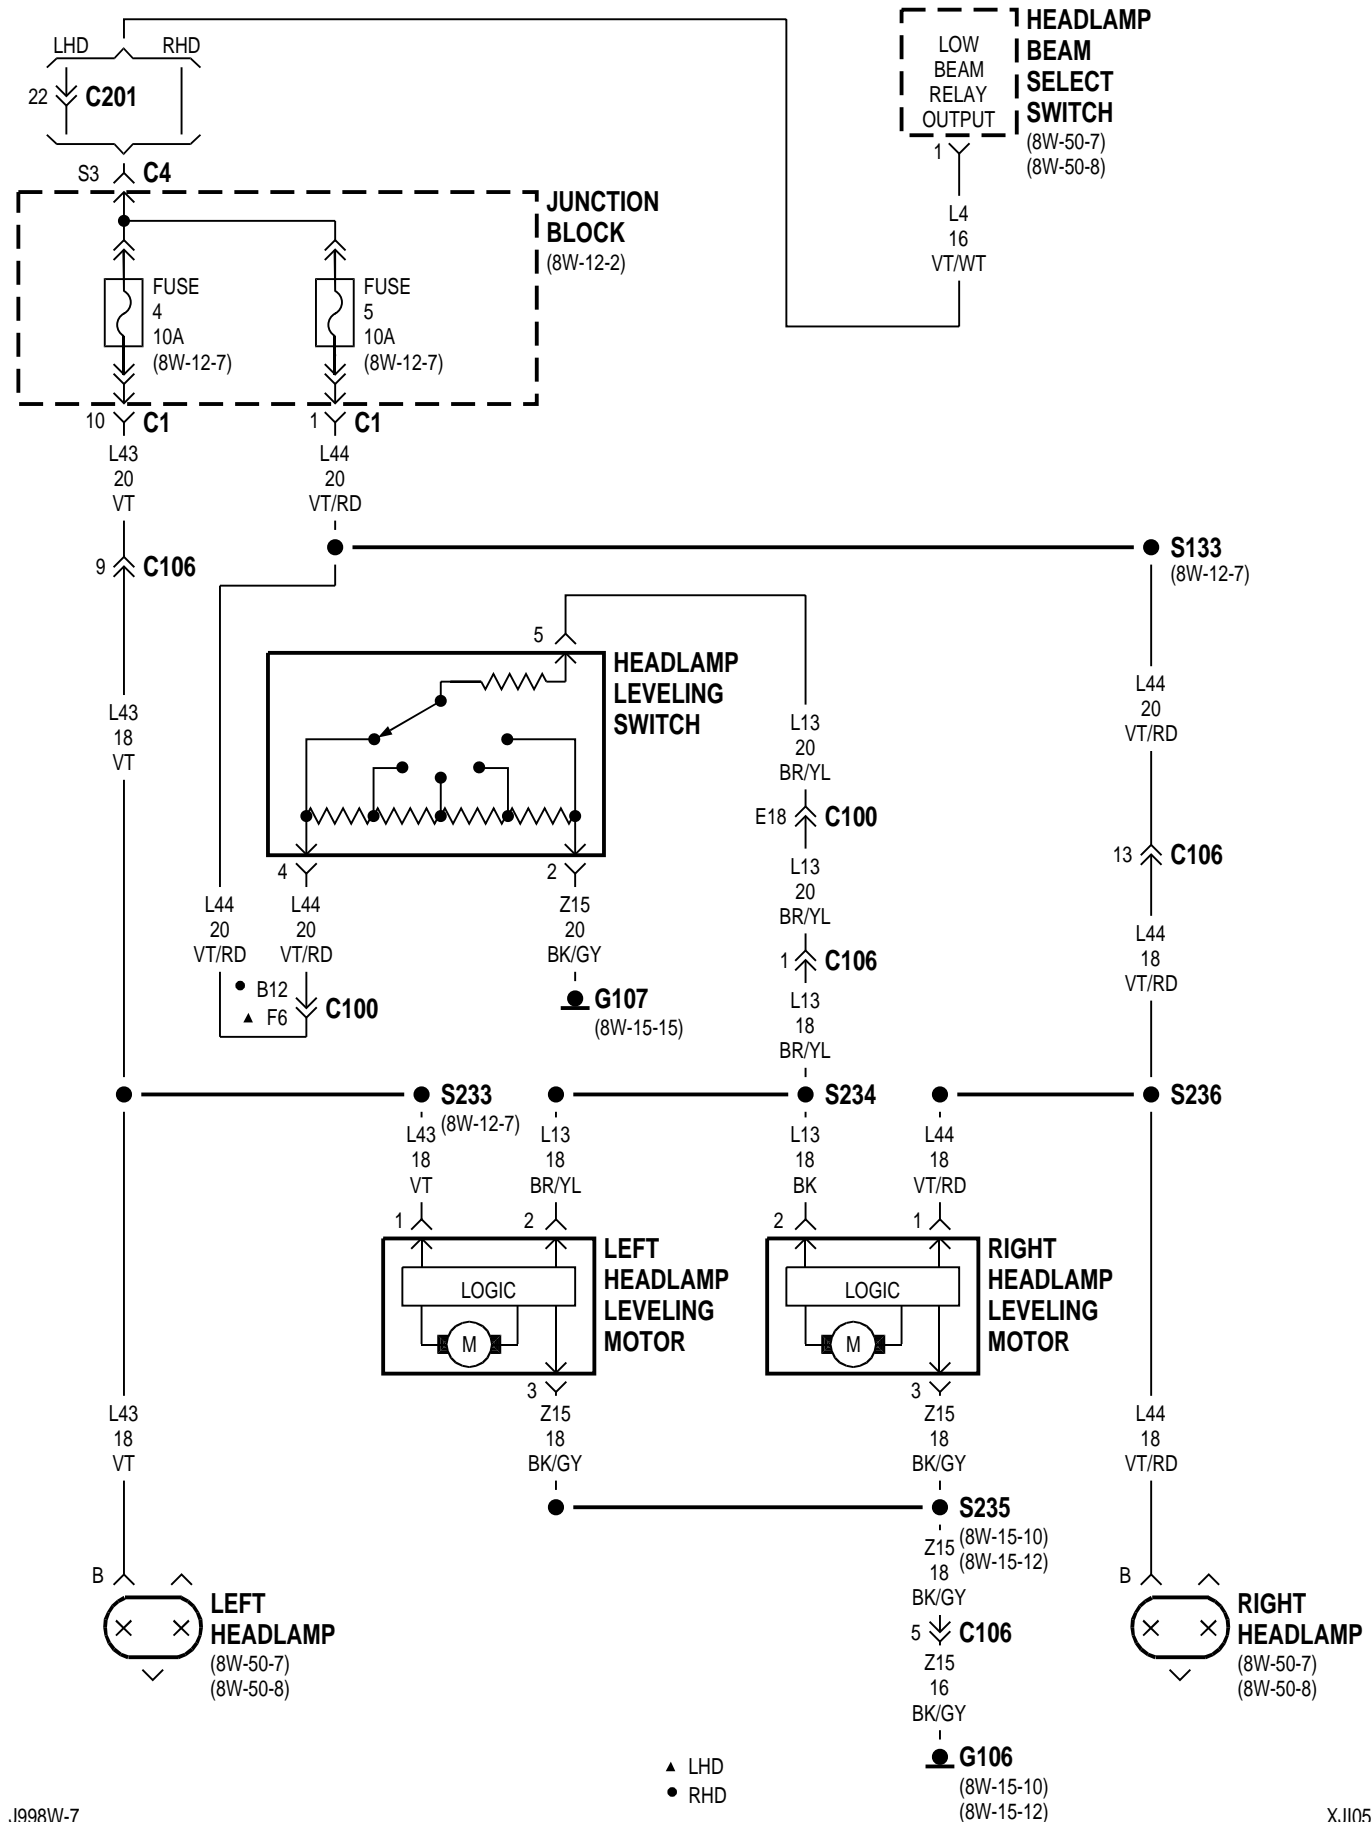 LHD
RHD
22
C201
S3
C4
LOW
BEAM
RELAY
OUTPUT
HEADLAMP
BEAM
SELECT
SWITCH
(8W-50-7)
(8W-50-8)
1
L4
16
VT/WT
JUNCTION
BLOCK
(8W-12-2)
FUSE
4
10A
(8W-12-7)
FUSE
5
10A
(8W-12-7)
10
C1
1
C1
L43
20
VT
L44
20
VT/RD
9
C106
S133
(8W-12-7)
5
HEADLAMP
LEVELING
SWITCH
L43
18
VT
L13
20
BR/YL
L44
20
VT/RD
E18
C100
13
C106
4
2
L44
20
VT/RD
L44
20
VT/RD
Z15
20
BK/GY
L13
20
BR/YL
L44
18
VT/RD
1
C106
● B12
▲ F6
C100
G107
(8W-15-15)
L13
18
BR/YL
S233
(8W-12-7)
S234
S236
L43
18
VT
L13
18
BR/YL
L13
18
BK
L44
18
VT/RD
1
2
2
1
LOGIC
M
LEFT
HEADLAMP
LEVELING
MOTOR
LOGIC
M
RIGHT
HEADLAMP
LEVELING
MOTOR
3
3
L43
18
VT
Z15
18
BK/GY
Z15
18
BK/GY
L44
18
VT/RD
S235
(8W-15-10)
(8W-15-12)
Z15
18
BK/GY
B
LEFT
HEADLAMP
(8W-50-7)
(8W-50-8)
B
RIGHT
HEADLAMP
(8W-50-7)
(8W-50-8)
5
C106
Z15
16
BK/GY
G106
(8W-15-10)
(8W-15-12)
▲ LHD
● RHD
J998W-7
XJI05